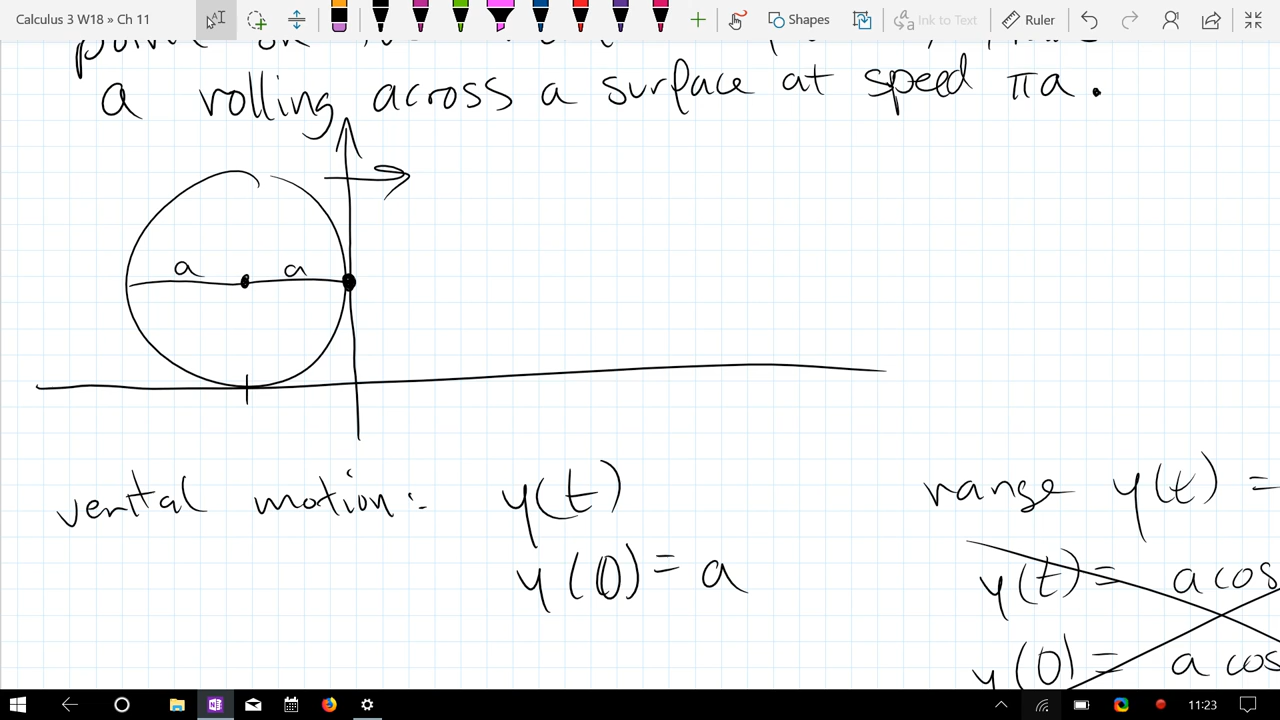 Calculus 3 W18 » Ch 11
Shapes
Ink to Text
Ruler
a rolling across a surface at speed πa.
a a
vertial motion: y(t)
y(0) = a
range y(t) =
y(t) = a cos
y(0) = a cos
11:23